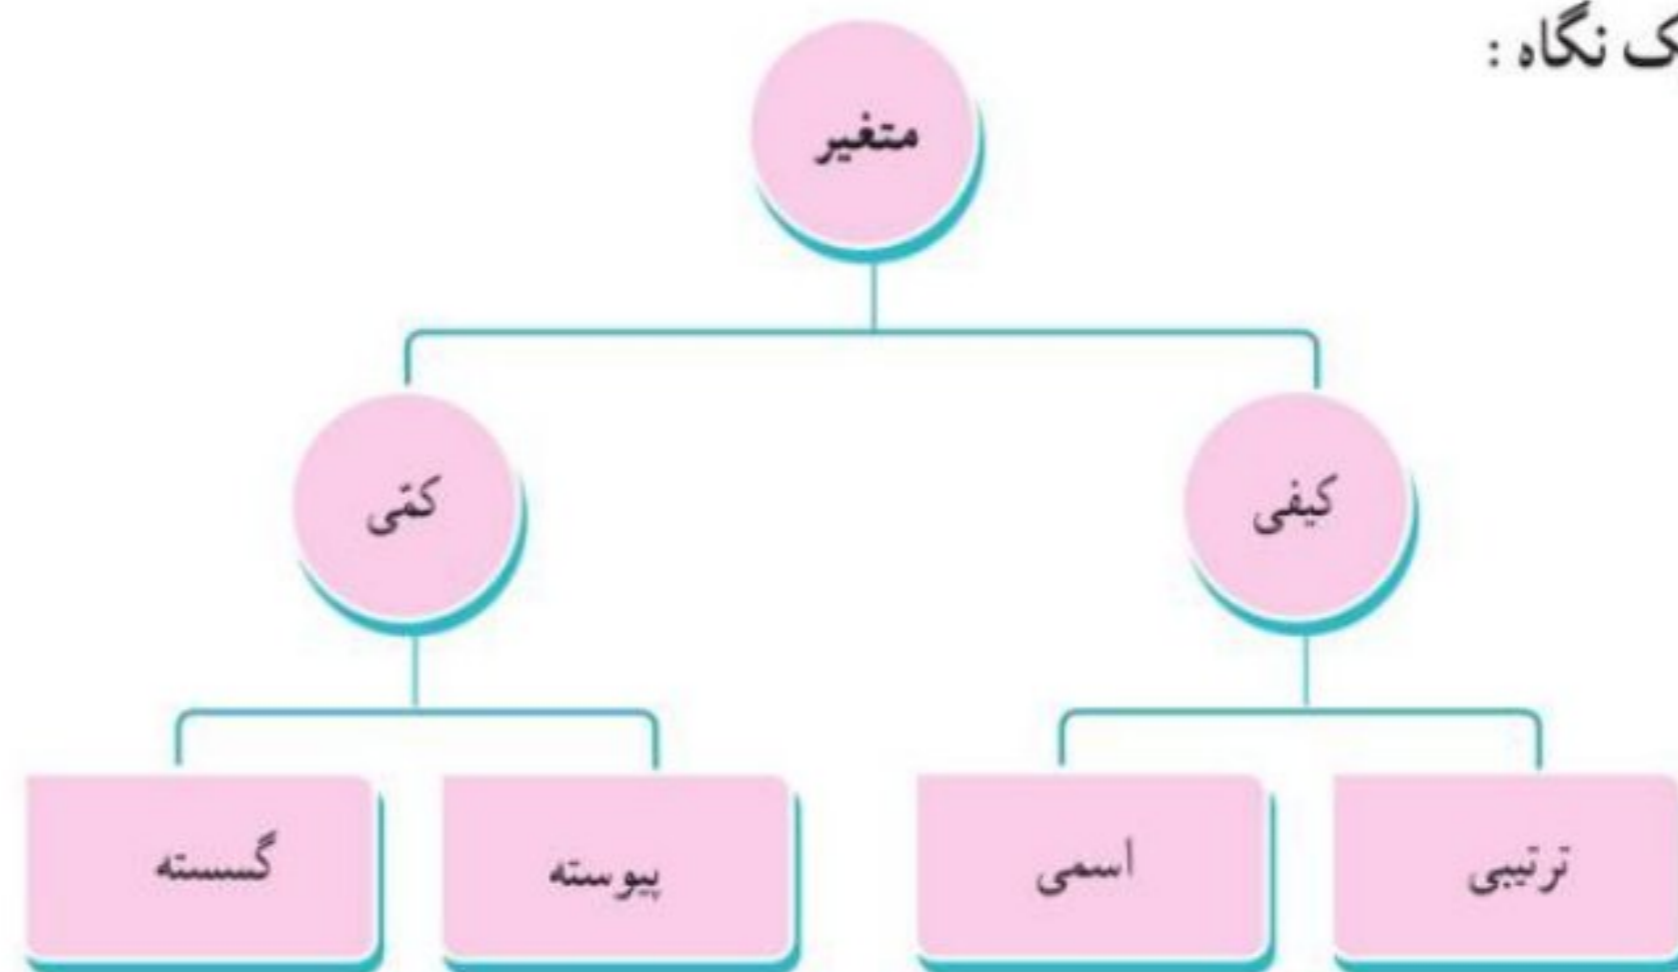 نگاه :
متغیر
کیفی
کمّی
ترتیبی
اسمی
پیوسته
گسسته